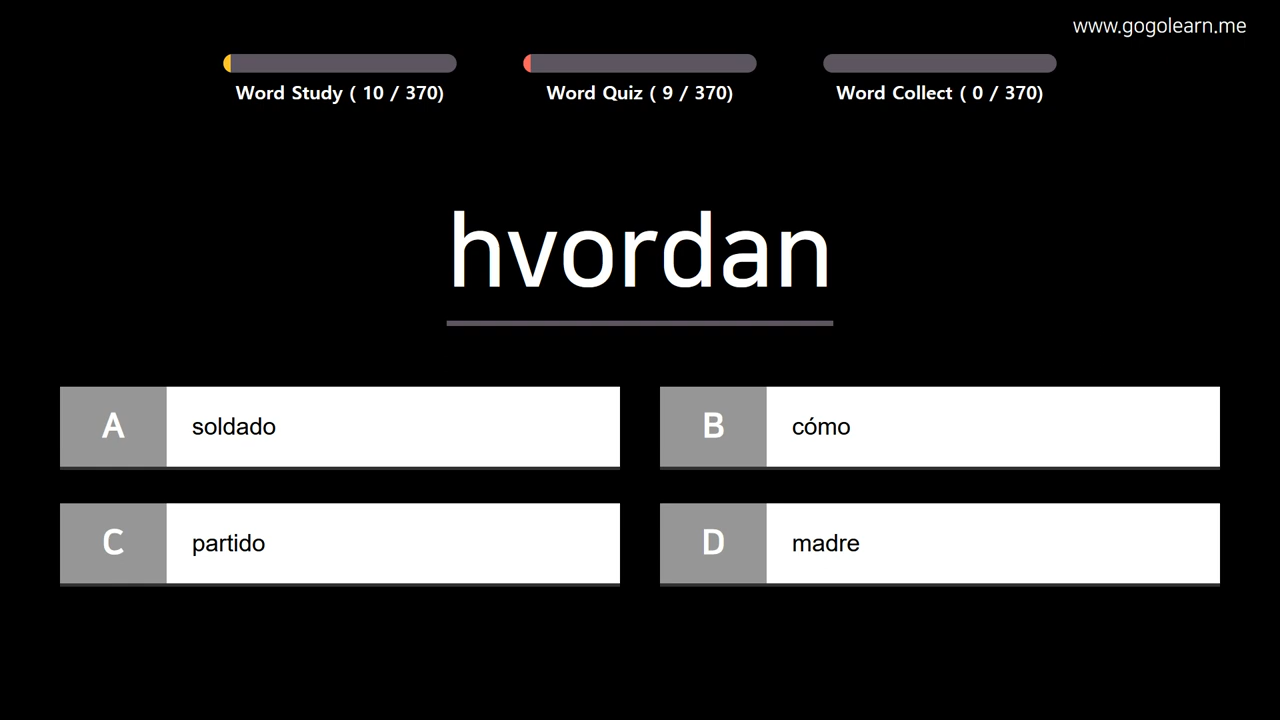 www.gogolearn.me
Word Study ( 10 / 370)
Word Quiz ( 9 / 370)
Word Collect ( 0 / 370)
hvordan
A soldado
B cómo
C partido
D madre